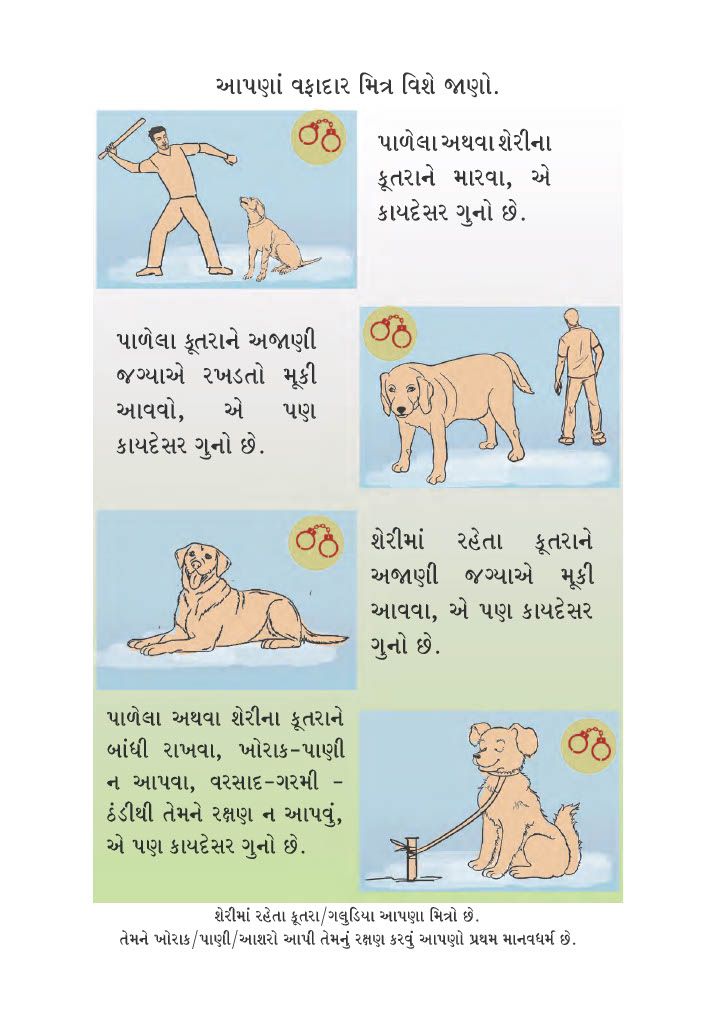 આપણાં વફાદાર મિત્ર વિશે જાણો.
પાળેલા અથવા શેરીના
કૂતરાને મારવા, એ
કાયદેસર ગુનો છે.
પાળેલા કૂતરાને અજાણી
જગ્યાએ રખડતો મૂકી
આવવો, એ પણ
કાયદેસર ગુનો છે.
શેરીમાં રહેતા કૂતરાને
અજાણી જગ્યાએ મૂકી
આવવા, એ પણ કાયદેસર
ગુનો છે.
પાળેલા અથવા શેરીના કૂતરાને
બાંધી રાખવા, ખોરાક-પાણી
ન આપવા, વરસાદ-ગરમી -
ઠંડીથી તેમને રક્ષણ ન આપવું,
એ પણ કાયદેસર ગુનો છે.
શેરીમાં રહેતા કૂતરા/ગલુડિયા આપણા મિત્રો છે.
તેમને ખોરાક/પાણી/આશરો આપી તેમનું રક્ષણ કરવું આપણો પ્રથમ માનવધર્મ છે.